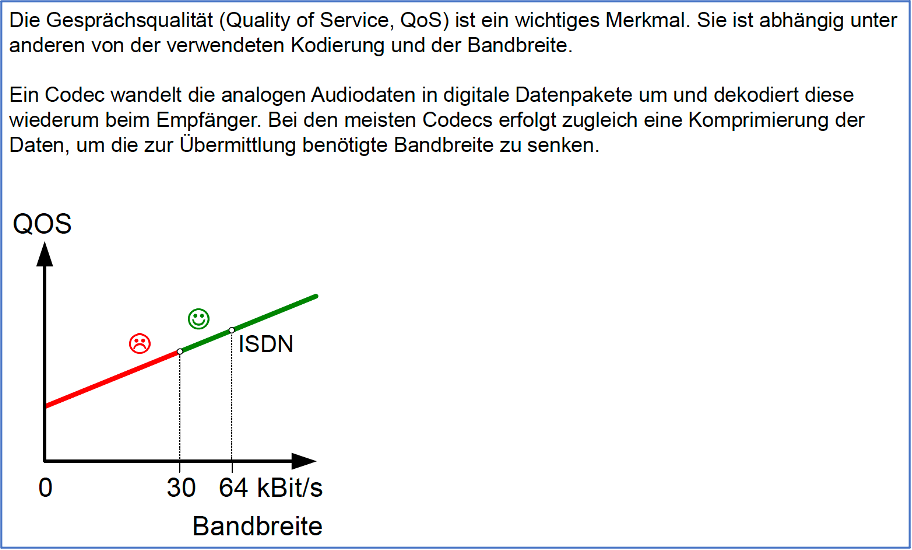 Die Gesprächsqualität (Quality of Service, QoS) ist ein wichtiges Merkmal. Sie ist abhängig unter
anderen von der verwendeten Kodierung und der Bandbreite.
Ein Codec wandelt die analogen Audiodaten in digitale Datenpakete um und dekodiert diese
wiederum beim Empfänger. Bei den meisten Codecs erfolgt zugleich eine Komprimierung der
Daten, um die zur Übermittlung benötigte Bandbreite zu senken.
QOS
ISDN
0 30 64 kBit/s
Bandbreite